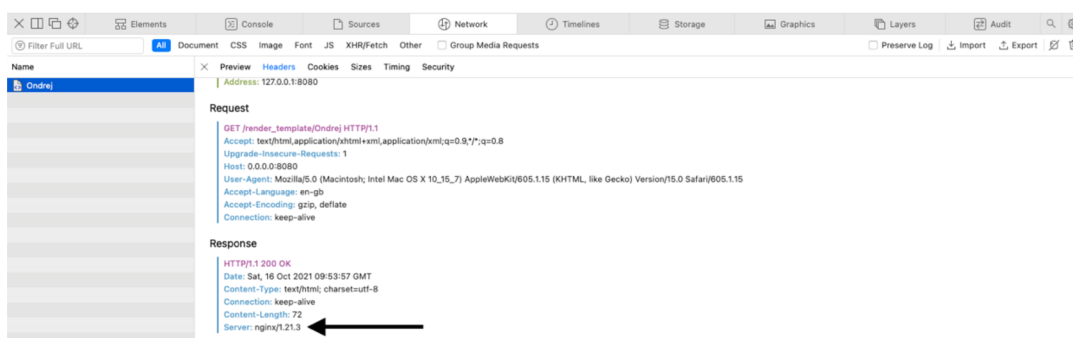 Elements Console Sources Network Timelines Storage Graphics Layers Audit
Filter Full URL All Document CSS Image Font JS XHR/Fetch Other Group Media Requests Preserve Log Import Export
Name Preview Headers Cookies Sizes Timing Security
Ondrej Address: 127.0.0.1:8080
Request
GET /render_template/Ondrej HTTP/1.1
Accept: text/html,application/xhtml+xml,application/xml;q=0.9,*/*;q=0.8
Upgrade-Insecure-Requests: 1
Host: 0.0.0.0:8080
User-Agent: Mozilla/5.0 (Macintosh; Intel Mac OS X 10_15_7) AppleWebKit/605.1.15 (KHTML, like Gecko) Version/15.0 Safari/605.1.15
Accept-Language: en-gb
Accept-Encoding: gzip, deflate
Connection: keep-alive
Response
HTTP/1.1 200 OK
Date: Sat, 16 Oct 2021 09:53:57 GMT
Content-Type: text/html; charset=utf-8
Connection: keep-alive
Content-Length: 72
Server: nginx/1.21.3